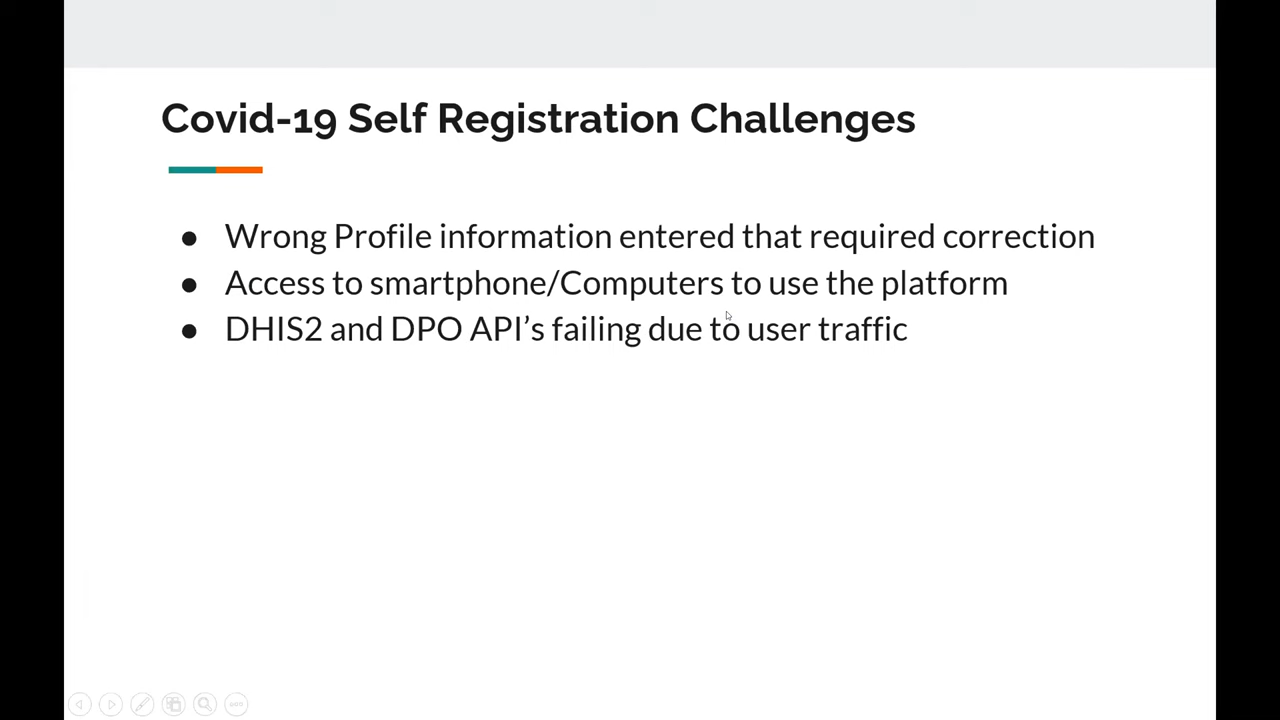 Covid-19 Self Registration Challenges
● Wrong Profile information entered that required correction
● Access to smartphone/Computers to use the platform
● DHIS2 and DPO API’s failing due to user traffic